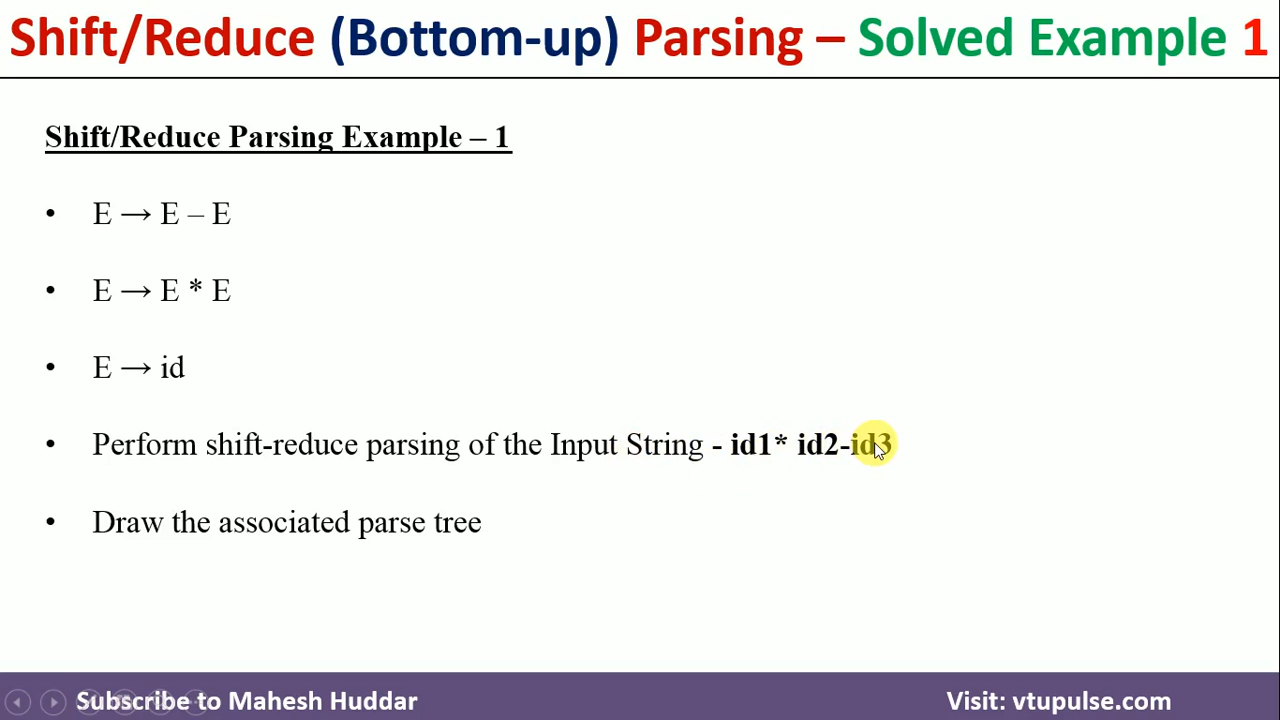 Shift/Reduce (Bottom-up) Parsing – Solved Example 1
Shift/Reduce Parsing Example – 1
• E → E – E
• E → E * E
• E → id
• Perform shift-reduce parsing of the Input String - id1* id2-id3
• Draw the associated parse tree
Subscribe to Mahesh Huddar
Visit: vtupulse.com